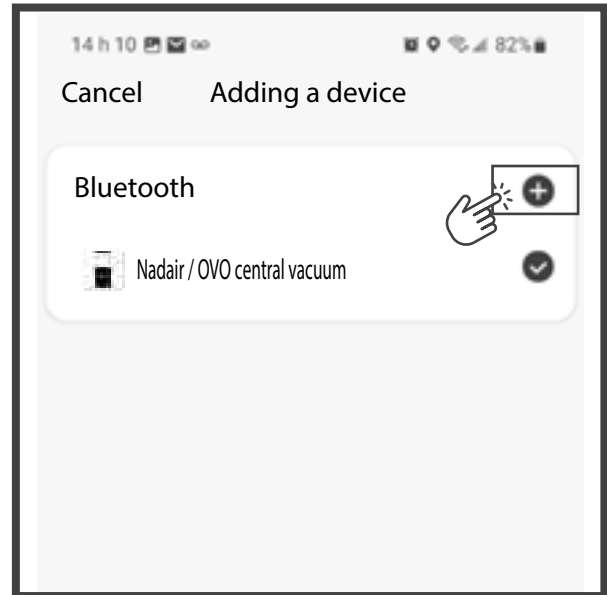 14 h 10 82%
Cancel Adding a device
Bluetooth
Nadair / OVO central vacuum